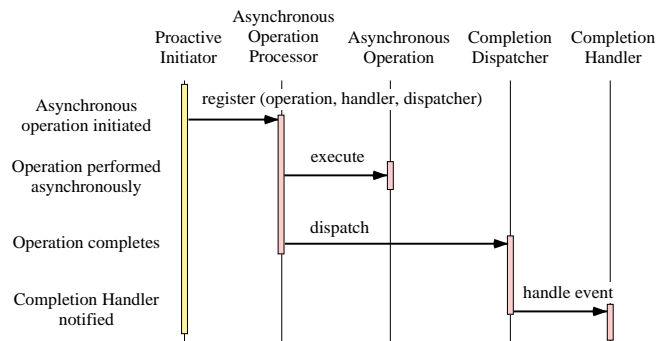 Proactive
Initiator
Asynchronous
Operation
Processor
Asynchronous
Operation
Completion
Dispatcher
Completion
Handler
Asynchronous
operation initiated
register (operation, handler, dispatcher)
Operation performed
asynchronously
execute
Operation completes
dispatch
Completion Handler
notified
handle event